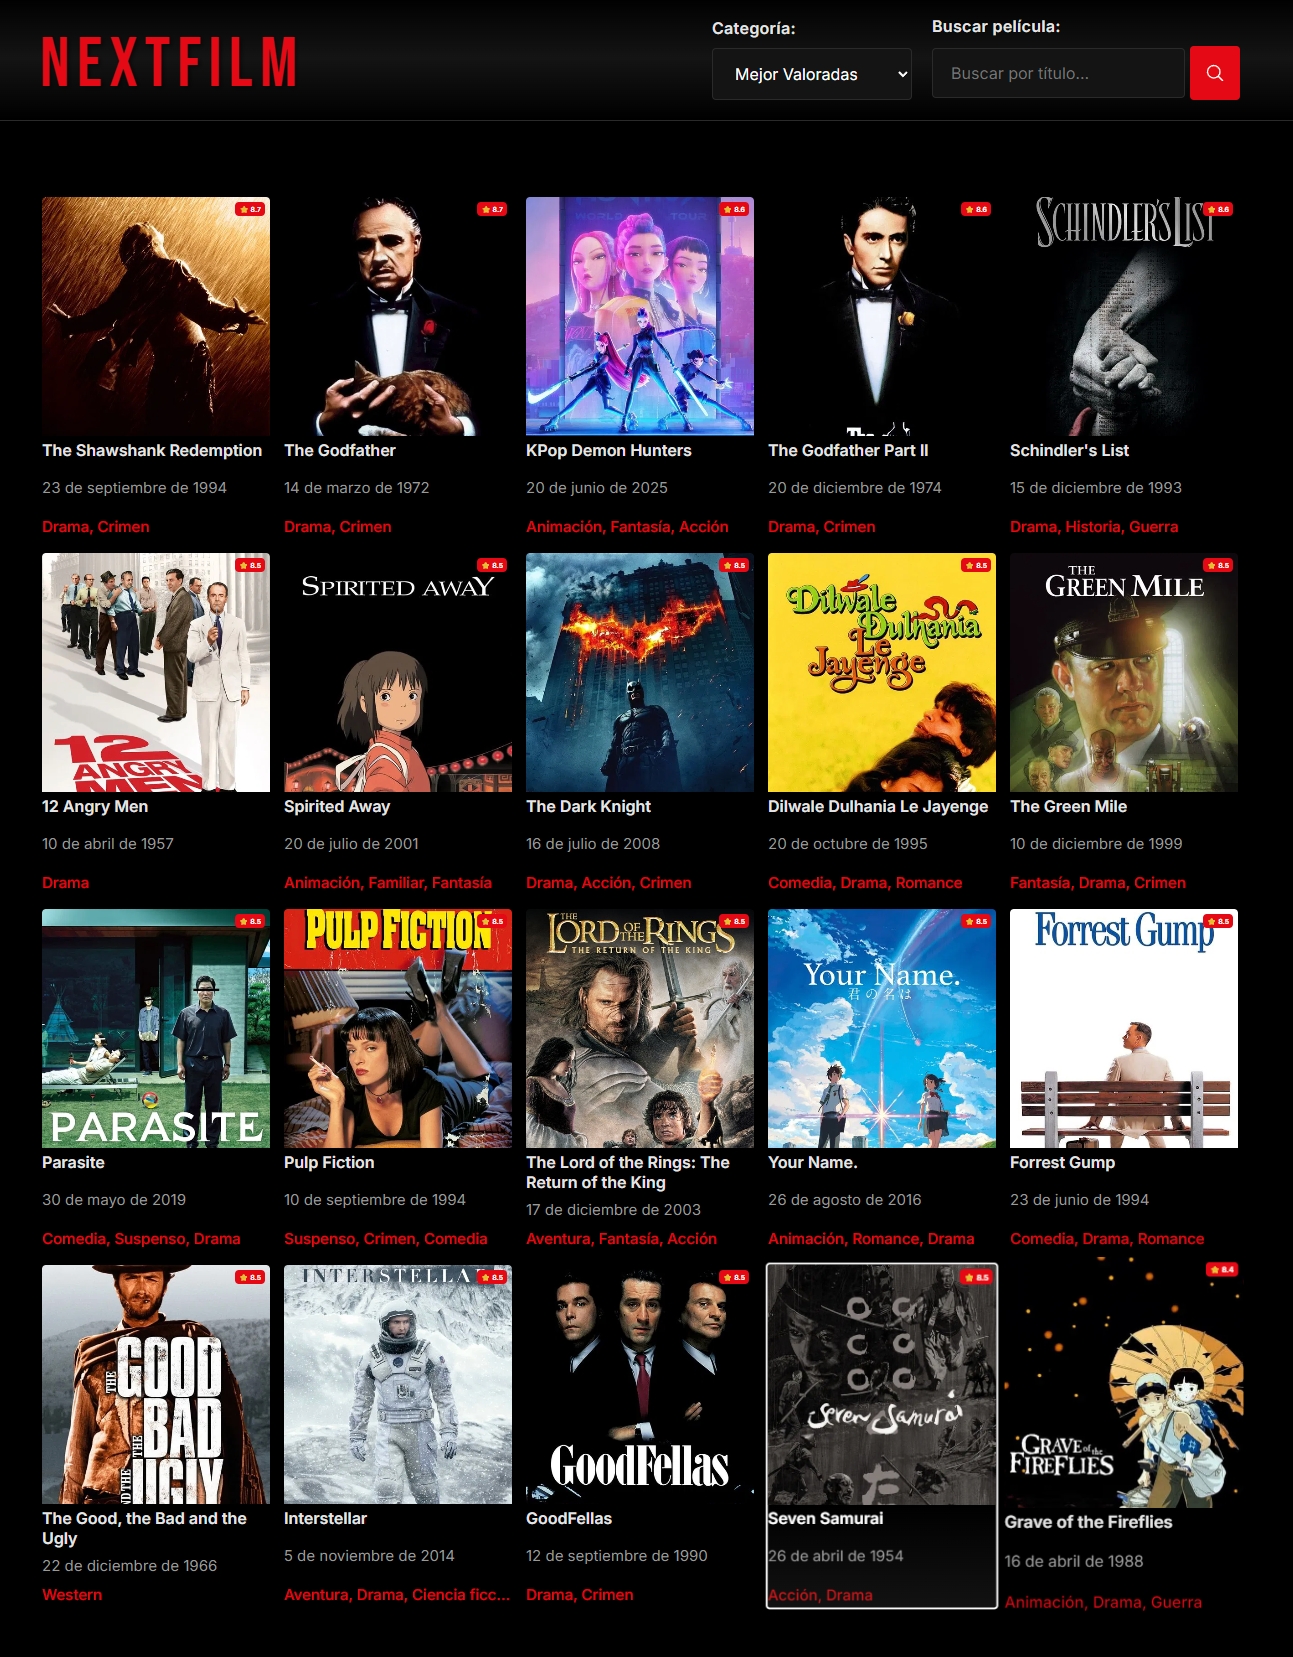 NEXTFILM
Categoría:
Mejor Valoradas
Buscar película:
Buscar por título...
8.7
8.7
WORLD TOUR
8.6
8.6
SCHINDLER'S LIST
8.6
The Shawshank Redemption
23 de septiembre de 1994
Drama, Crimen
The Godfather
14 de marzo de 1972
Drama, Crimen
KPop Demon Hunters
20 de junio de 2025
Animación, Fantasía, Acción
The Godfather Part II
20 de diciembre de 1974
Drama, Crimen
Schindler's List
15 de diciembre de 1993
Drama, Historia, Guerra
8.5
12
ANGRY
MEN
SPIRITED AWAY
8.5
8.5
Dilwale
Dulhania
Le
Jayenge
8.5
THE
GREEN MILE
8.5
12 Angry Men
10 de abril de 1957
Drama
Spirited Away
20 de julio de 2001
Animación, Familiar, Fantasía
The Dark Knight
16 de julio de 2008
Drama, Acción, Crimen
Dilwale Dulhania Le Jayenge
20 de octubre de 1995
Comedia, Drama, Romance
The Green Mile
10 de diciembre de 1999
Fantasía, Drama, Crimen
8.5
PARASITE
PULP FICTION
8.5
THE
LORD OF THE RINGS
THE RETURN OF THE KING
8.5
Your Name.
君の名は
8.5
Forrest Gump
8.5
Parasite
30 de mayo de 2019
Comedia, Suspenso, Drama
Pulp Fiction
10 de septiembre de 1994
Suspenso, Crimen, Comedia
The Lord of the Rings: The
Return of the King
17 de diciembre de 2003
Aventura, Fantasía, Acción
Your Name.
26 de agosto de 2016
Animación, Romance, Drama
Forrest Gump
23 de junio de 1994
Comedia, Drama, Romance
8.5
THE GOOD
THE BAD
AND THE UGLY
INTERSTELLA
8.5
8.5
GoodFellas
8.5
Seven Samurai
8.4
GRAVE of the
FIREFLIES
The Good, the Bad and the
Ugly
22 de diciembre de 1966
Western
Interstellar
5 de noviembre de 2014
Aventura, Drama, Ciencia ficc...
GoodFellas
12 de septiembre de 1990
Drama, Crimen
Seven Samurai
26 de abril de 1954
Acción, Drama
Grave of the Fireflies
16 de abril de 1988
Animación, Drama, Guerra